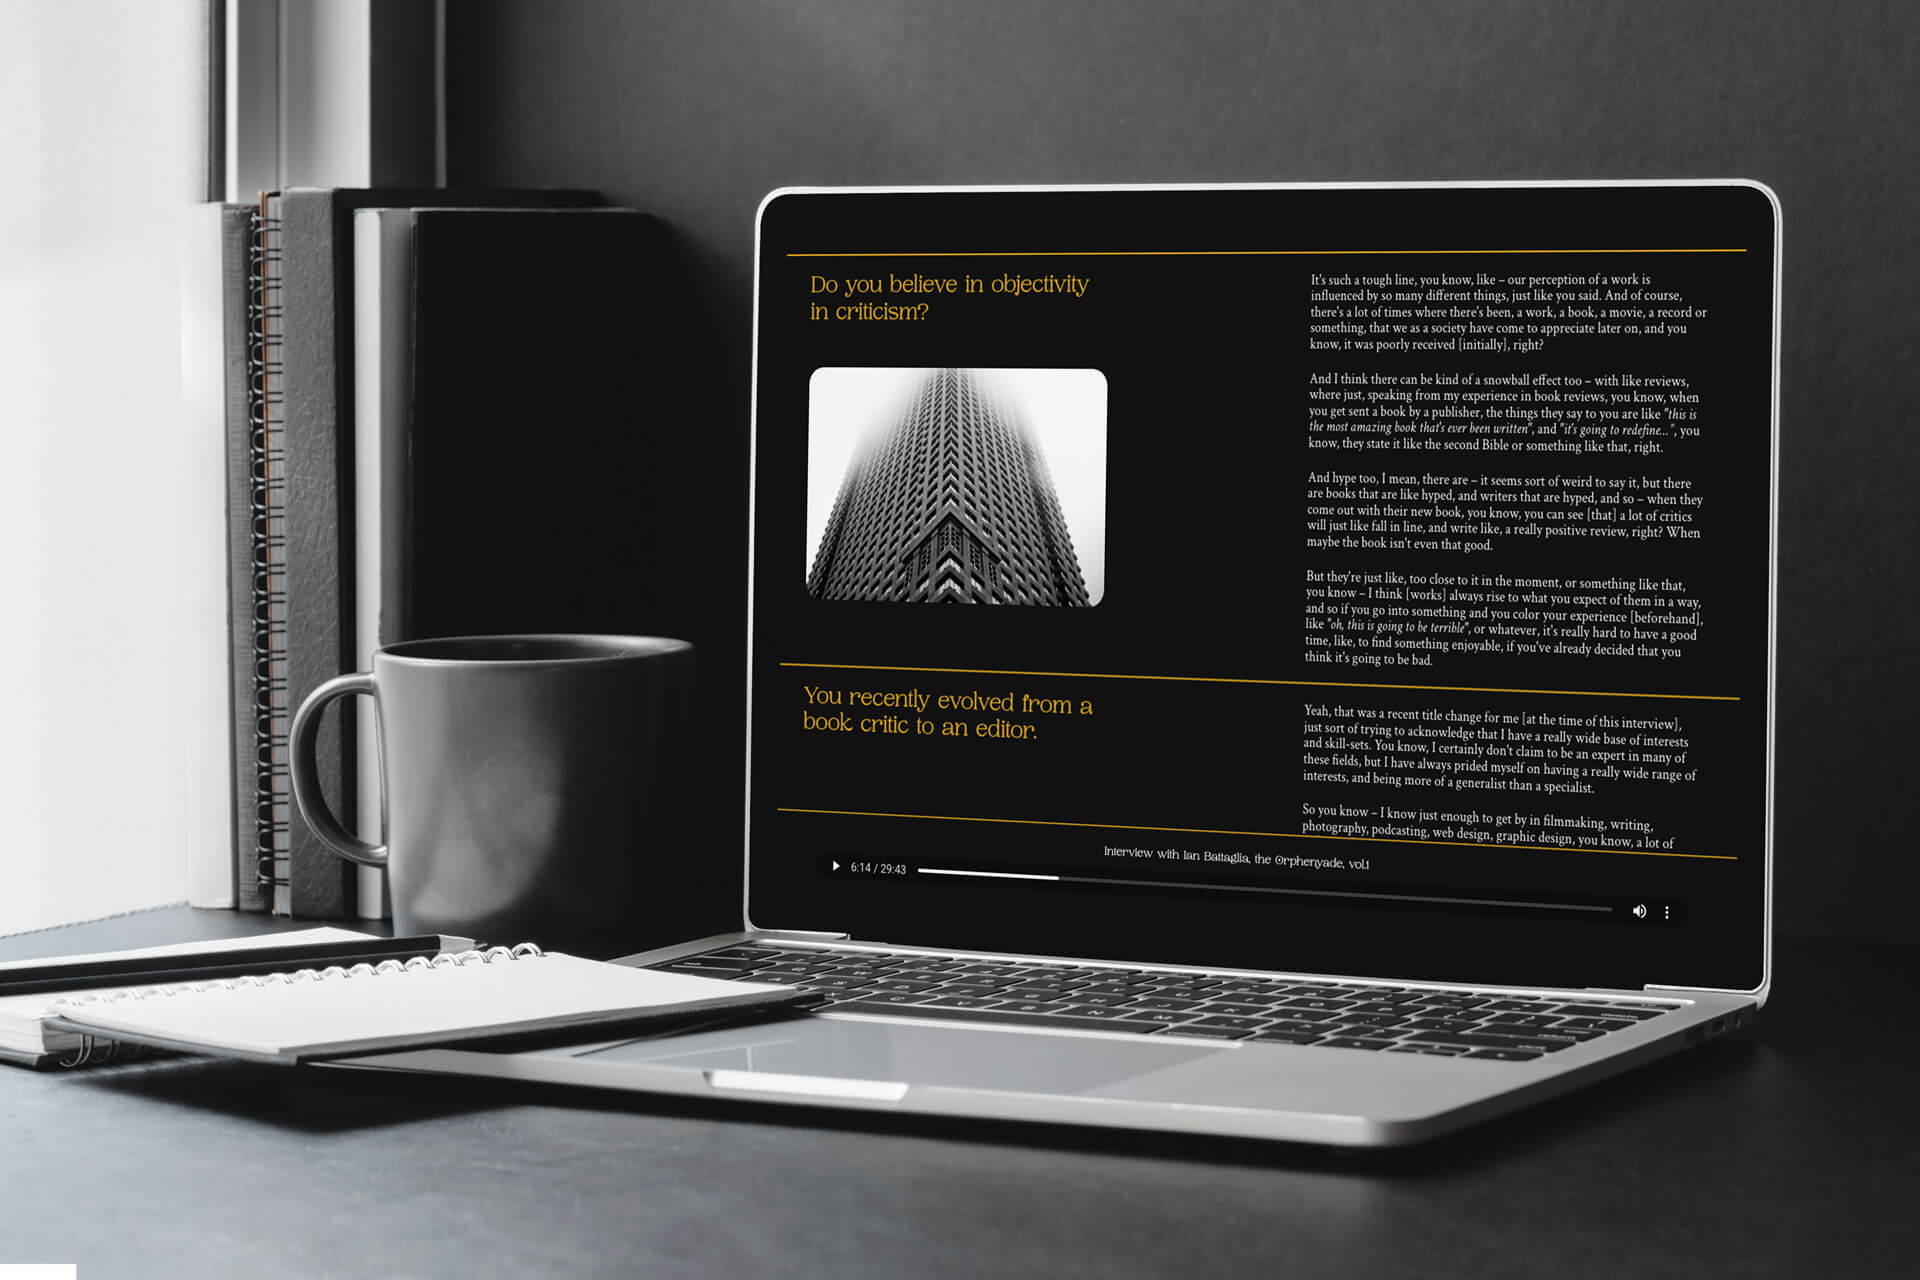 Do you believe in objectivity
in criticism?
It's such a tough line, you know, like – our perception of a work is
influenced by so many different things, just like you said. And of course,
there's a lot of times where there's been, a work, a book, a movie, a record or
something, that we as a society have come to appreciate later on, and you
know, it was poorly received [initially], right?
And I think there can be kind of a snowball effect too – with like reviews,
where just, speaking from my experience in book reviews, you know, when
you get sent a book by a publisher, the things they say to you are like "this is
the most amazing book that's ever been written", and "it's going to redefine...", you
know, they state it like the second Bible or something like that, right.
And hype too, I mean, there are – it seems sort of weird to say it, but there
are books that are like hyped, and writers that are hyped, and so – when they
come out with their new book, you know, you can see [that] a lot of critics
will just like fall in line, and write like, a really positive review, right? When
maybe the book isn't even that good.
But they're just like, too close to it in the moment, or something like that,
you know – I think [works] always rise to what you expect of them in a way,
and so if you go into something and you color your experience [beforehand],
like "oh, this is going to be terrible", or whatever, it's really hard to have a good
time, like, to find something enjoyable, if you've already decided that you
think it's going to be bad.
You recently evolved from a
book critic to an editor.
Yeah, that was a recent title change for me [at the time of this interview],
just sort of trying to acknowledge that I have a really wide base of interests
and skill-sets. You know, I certainly don't claim to be an expert in many of
these fields, but I have always prided myself on having a really wide range of
interests, and being more of a generalist than a specialist.
So you know – I know just enough to get by in filmmaking, writing,
photography, podcasting, web design, graphic design, you know, a lot of
Interview with Ian Battaglia, the Orphenyade, vol.1
6:14 / 29:43